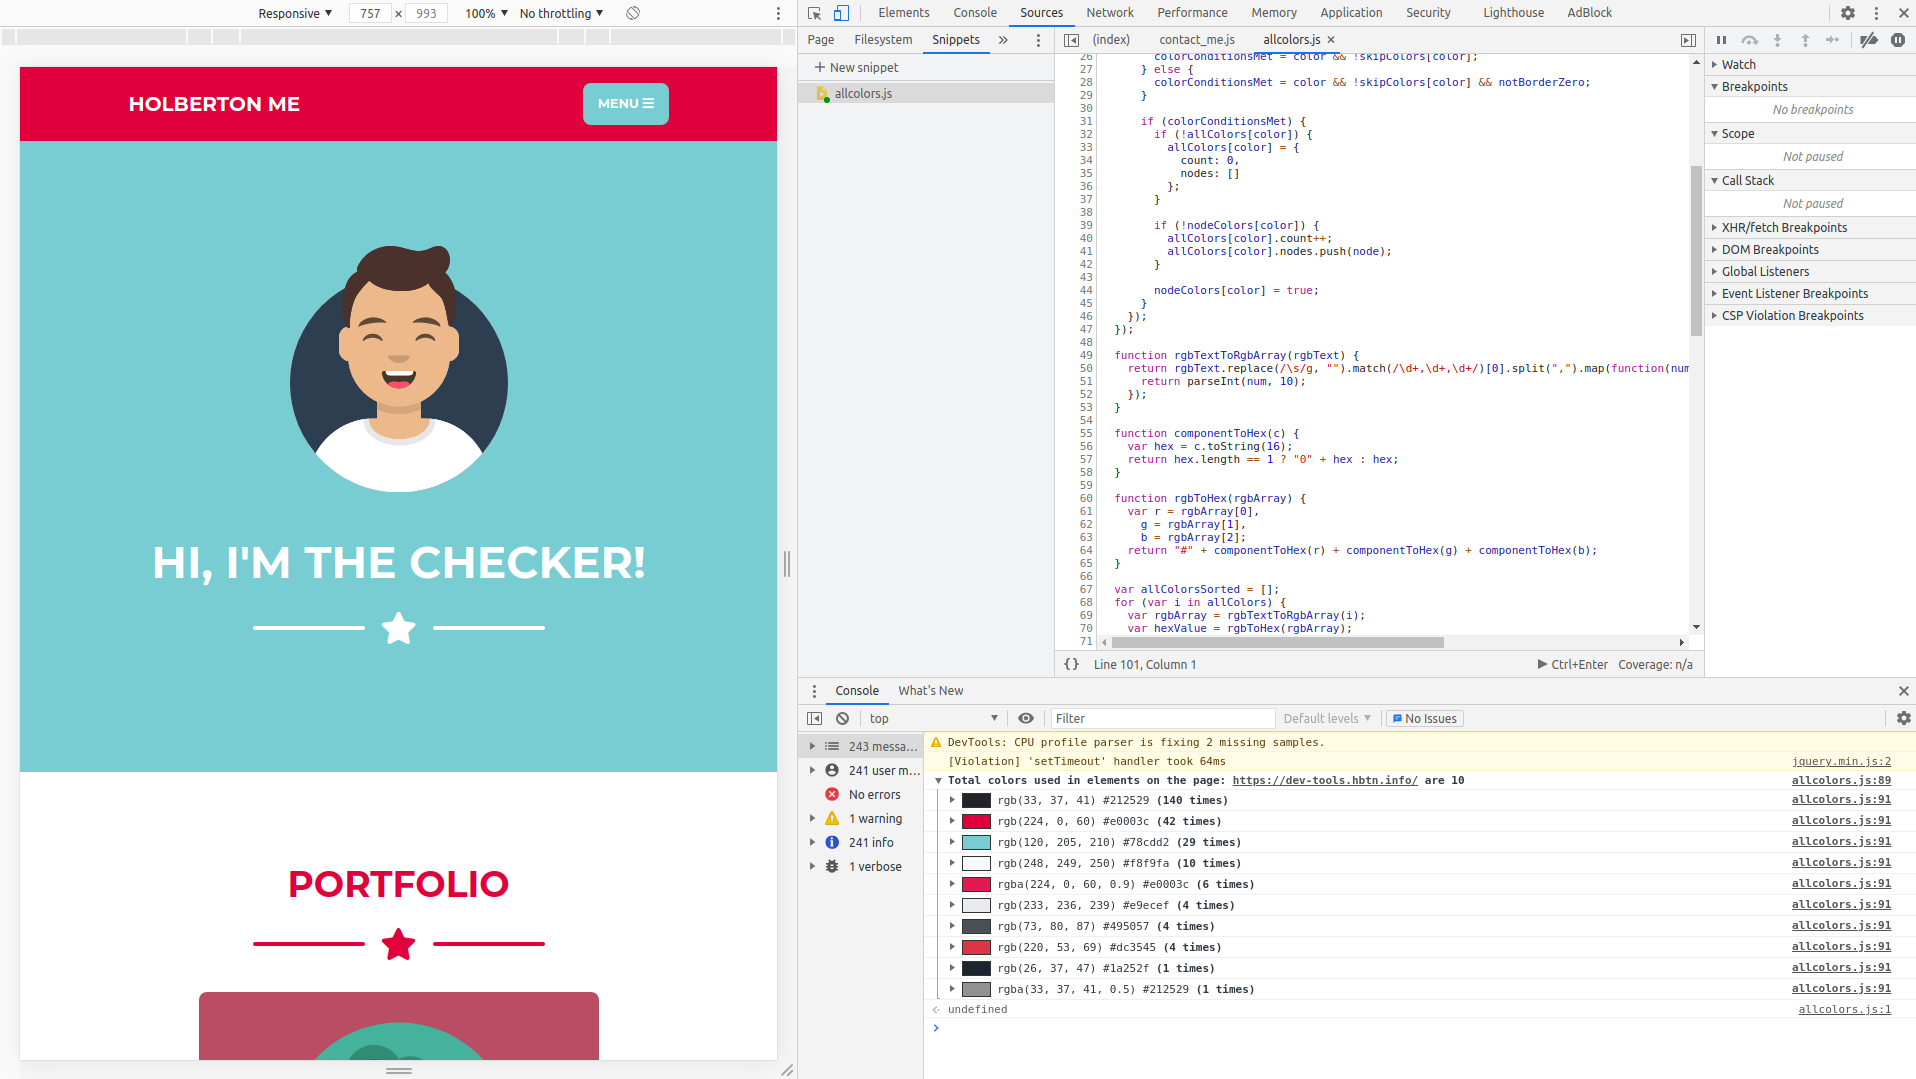 Responsive ▼ 757 × 993 100% ▼ No throttling ▼
HOLBERTON ME
MENU
HI, I'M THE CHECKER!
PORTFOLIO
Elements Console Sources Network Performance Memory Application Security Lighthouse AdBlock
Page Filesystem Snippets »
+ New snippet
allcolors.js
(index) contact_me.js allcolors.js ×
26 colorConditionsMet = color && !skipColors[color];
27 } else {
28 colorConditionsMet = color && !skipColors[color] && notBorderZero;
29 }
30
31 if (colorConditionsMet) {
32 if (!allColors[color]) {
33 allColors[color] = {
34 count: 0,
35 nodes: []
36 };
37 }
38
39 if (!nodeColors[color]) {
40 allColors[color].count++;
41 allColors[color].nodes.push(node);
42 }
43
44 nodeColors[color] = true;
45 }
46 });
47 });
48
49 function rgbTextToRgbArray(rgbText) {
50 return rgbText.replace(/\s/g, "").match(/\d+,\d+,\d+/)[0].split(",").map(function(num
51 return parseInt(num, 10);
52 });
53 }
54
55 function componentToHex(c) {
56 var hex = c.toString(16);
57 return hex.length == 1 ? "0" + hex : hex;
58 }
59
60 function rgbToHex(rgbArray) {
61 var r = rgbArray[0],
62 g = rgbArray[1],
63 b = rgbArray[2];
64 return "#" + componentToHex(r) + componentToHex(g) + componentToHex(b);
65 }
66
67 var allColorsSorted = [];
68 for (var i in allColors) {
69 var rgbArray = rgbTextToRgbArray(i);
70 var hexValue = rgbToHex(rgbArray);
71
{} Line 101, Column 1 ▶ Ctrl+Enter Coverage: n/a
Watch
Breakpoints
No breakpoints
Scope
Not paused
Call Stack
Not paused
XHR/fetch Breakpoints
DOM Breakpoints
Global Listeners
Event Listener Breakpoints
CSP Violation Breakpoints
Console What's New
top ▼ Filter Default levels ▼ No Issues
243 messa…
241 user m…
No errors
1 warning
241 info
1 verbose
DevTools: CPU profile parser is fixing 2 missing samples.
[Violation] 'setTimeout' handler took 64ms jquery.min.js:2
Total colors used in elements on the page: https://dev-tools.hbtn.info/ are 10 allcolors.js:89
rgb(33, 37, 41) #212529 (140 times) allcolors.js:91
rgb(224, 0, 60) #e0003c (42 times) allcolors.js:91
rgb(120, 205, 210) #78cdd2 (29 times) allcolors.js:91
rgb(248, 249, 250) #f8f9fa (10 times) allcolors.js:91
rgba(224, 0, 60, 0.9) #e0003c (6 times) allcolors.js:91
rgb(233, 236, 239) #e9ecef (4 times) allcolors.js:91
rgb(73, 80, 87) #495057 (4 times) allcolors.js:91
rgb(220, 53, 69) #dc3545 (4 times) allcolors.js:91
rgb(26, 37, 47) #1a252f (1 times) allcolors.js:91
rgba(33, 37, 41, 0.5) #212529 (1 times) allcolors.js:91
undefined allcolors.js:1